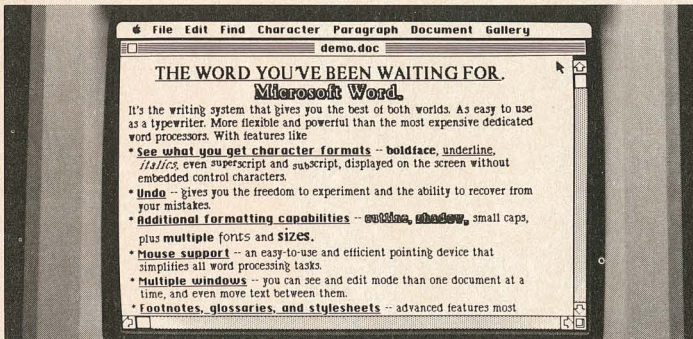 File Edit Find Character Paragraph Document Gallery
demo.doc
THE WORD YOU'VE BEEN WAITING FOR.
Microsoft Word.
It's the writing system that gives you the best of both worlds. As easy to use
as a typewriter. More flexible and powerful than the most expensive dedicated
word processors. With features like
* See what you get character formats -- boldface, underline,
italics, even superscript and subscript, displayed on the screen without
embedded control characters.
* Undo -- gives you the freedom to experiment and the ability to recover from
your mistakes.
* Additional formatting capabilities -- outline, shadow, small caps,
plus multiple fonts and sizes.
* Mouse support -- an easy-to-use and efficient pointing device that
simplifies all word processing tasks.
* Multiple windows -- you can see and edit mode than one document at a
time, and even move text between them.
* Footnotes, glossaries, and stylesheets -- advanced features most